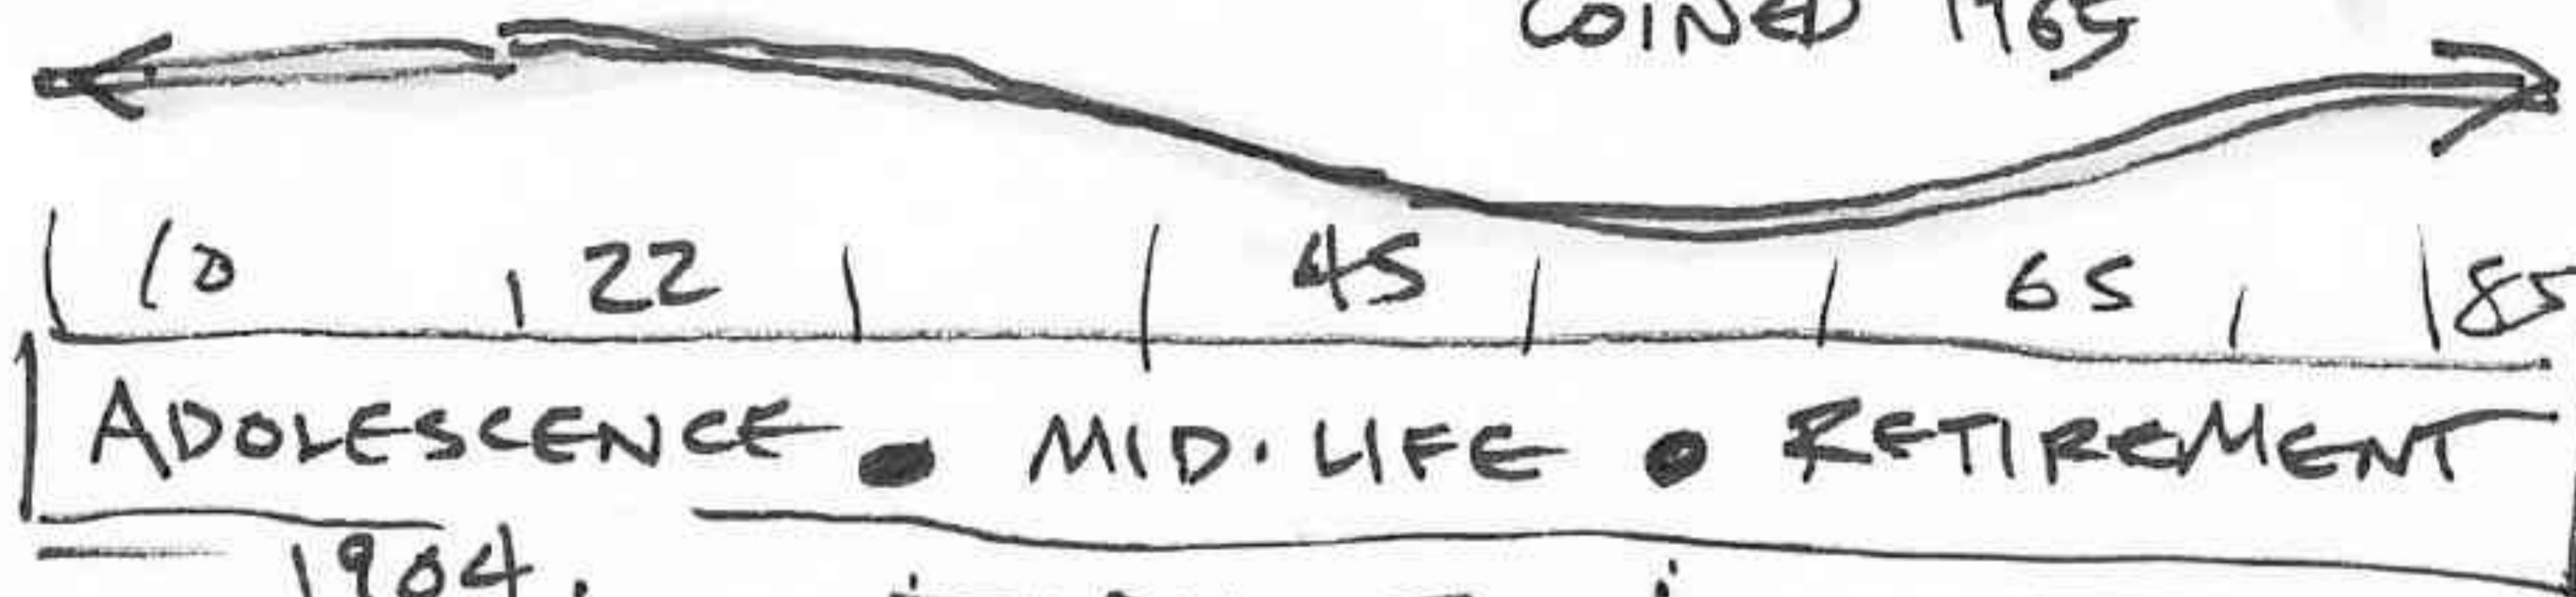 COINED 1965
10 22 45 65 85
ADOLESCENCE • MID. LIFE • RETIREMENT
1904.